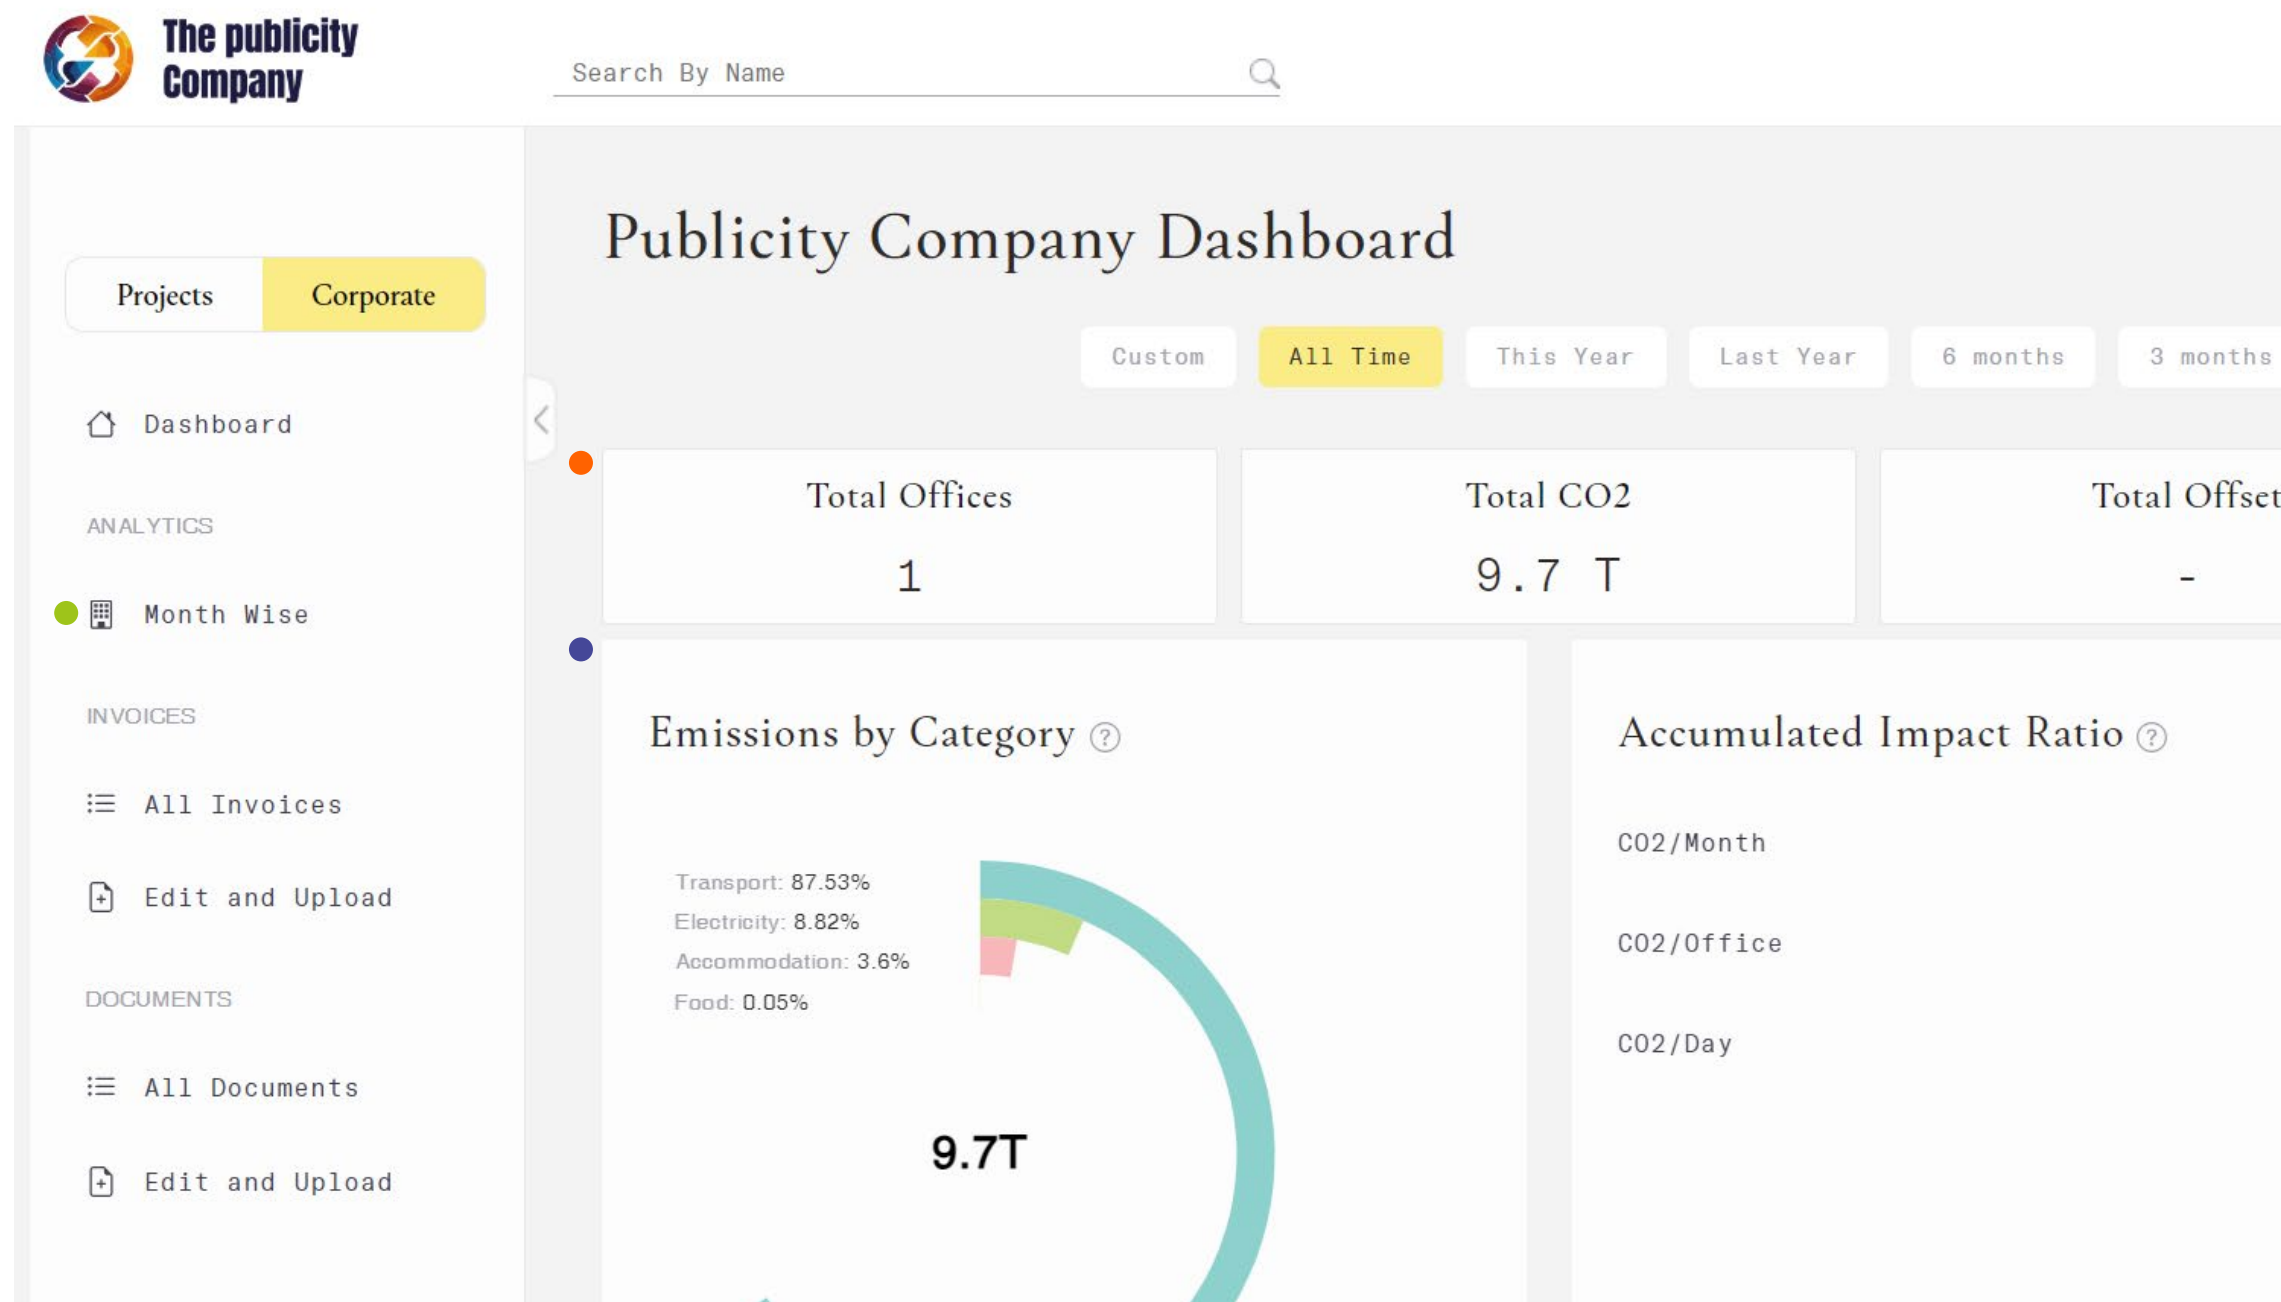 The publicity
Company
Search By Name
Projects
Corporate
Dashboard
ANALYTICS
Month Wise
INVOICES
All Invoices
Edit and Upload
DOCUMENTS
All Documents
Edit and Upload
Publicity Company Dashboard
Custom
All Time
This Year
Last Year
6 months
3 months
Total Offices
1
Total CO2
9.7 T
Total Offset
-
Emissions by Category ?
Transport: 87.53%
Electricity: 8.82%
Accommodation: 3.6%
Food: 0.05%
9.7T
Accumulated Impact Ratio ?
CO2/Month
CO2/Office
CO2/Day